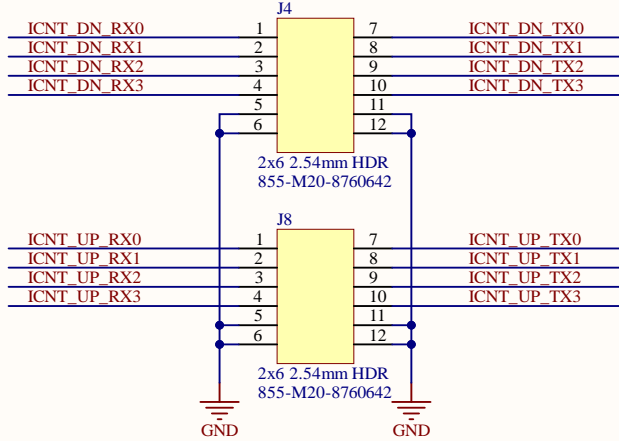 J4
ICNT_DN_RX0 1 7 ICNT_DN_TX0
ICNT_DN_RX1 2 8 ICNT_DN_TX1
ICNT_DN_RX2 3 9 ICNT_DN_TX2
ICNT_DN_RX3 4 10 ICNT_DN_TX3
5 11
6 12
2x6 2.54mm HDR
855-M20-8760642
J8
ICNT_UP_RX0 1 7 ICNT_UP_TX0
ICNT_UP_RX1 2 8 ICNT_UP_TX1
ICNT_UP_RX2 3 9 ICNT_UP_TX2
ICNT_UP_RX3 4 10 ICNT_UP_TX3
5 11
6 12
2x6 2.54mm HDR
855-M20-8760642
GND GND